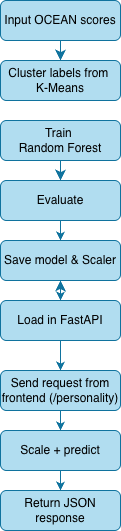 Input OCEAN scores
Cluster labels from
K-Means
Train
Random Forest
Evaluate
Save model & Scaler
Load in FastAPI
Send request from
frontend (/personality)
Scale + predict
Return JSON
response